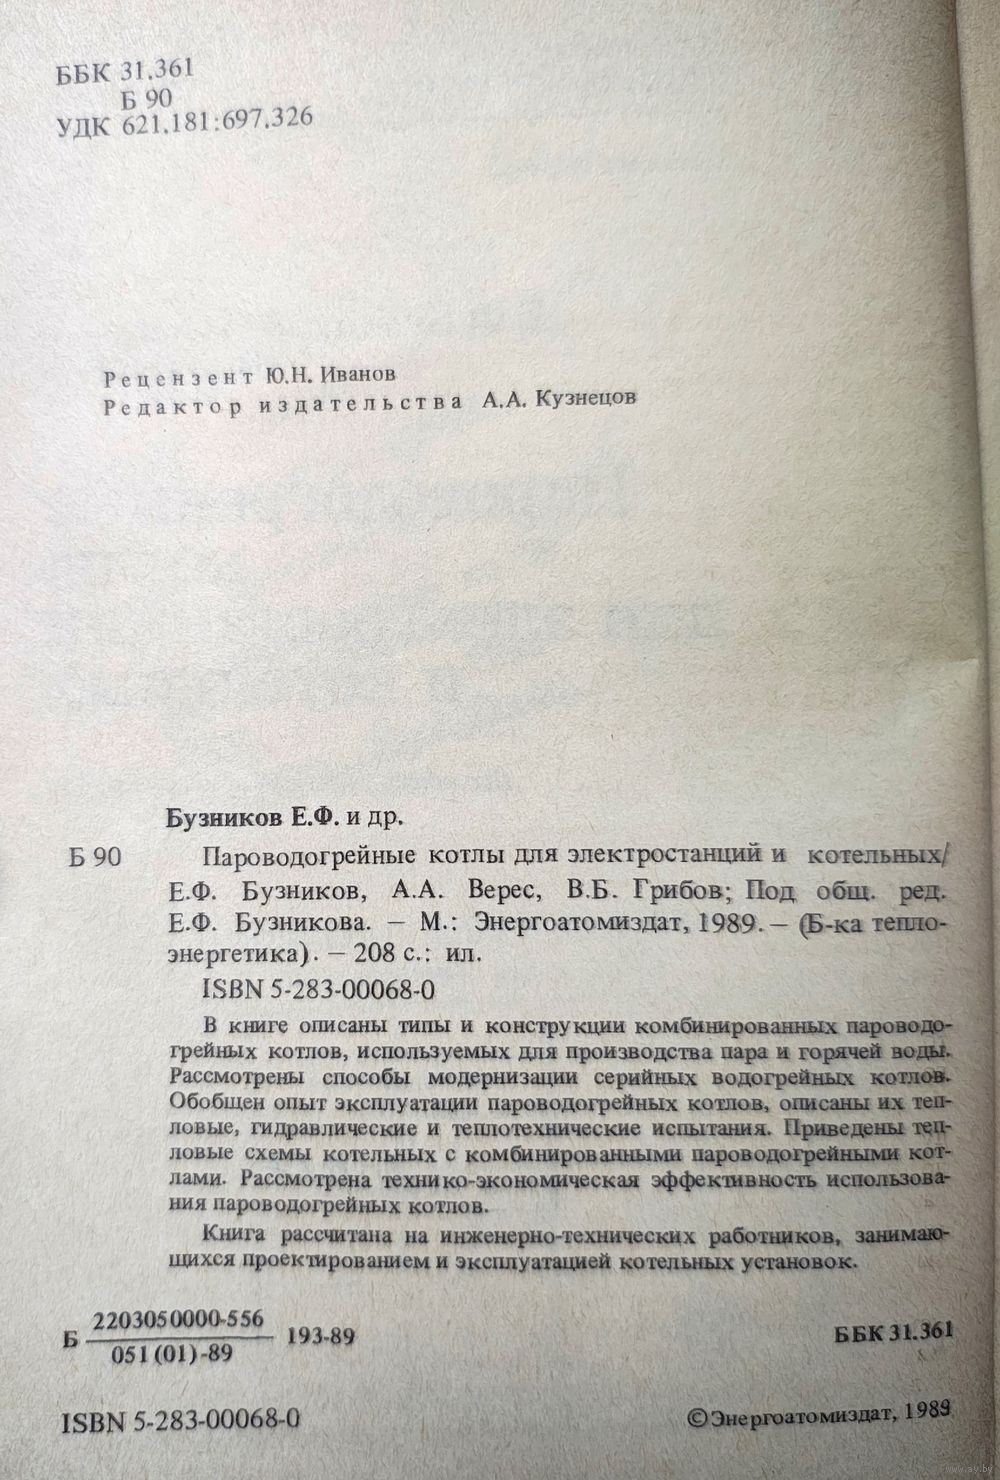 ББК 31.361
Б 90
УДК 621.181:697.326
Рецензент Ю.Н. Иванов
Редактор издательства А.А. Кузнецов
Бузников Е.Ф. и др.
Б 90 Пароводогрейные котлы для электростанций и котельных/
Е.Ф. Бузников, А.А. Верес, В.Б. Грибов; Под общ. ред.
Е.Ф. Бузникова. — М.: Энергоатомиздат, 1989. — (Б-ка тепло-
энергетика). — 208 с.: ил.
ISBN 5-283-00068-0
В книге описаны типы и конструкции комбинированных пароводо-
грейных котлов, используемых для производства пара и горячей воды.
Рассмотрены способы модернизации серийных водогрейных котлов.
Обобщен опыт эксплуатации пароводогрейных котлов, описаны их теп-
ловые, гидравлические и теплотехнические испытания. Приведены теп-
ловые схемы котельных с комбинированными пароводогрейными кот-
лами. Рассмотрена технико-экономическая эффективность использова-
ния пароводогрейных котлов.
Книга рассчитана на инженерно-технических работников, занимаю-
щихся проектированием и эксплуатацией котельных установок.
Б 2203050000-556
051(01)-89
193-89
ББК 31.361
ISBN 5-283-00068-0
© Энергоатомиздат, 1989
www.ay.by